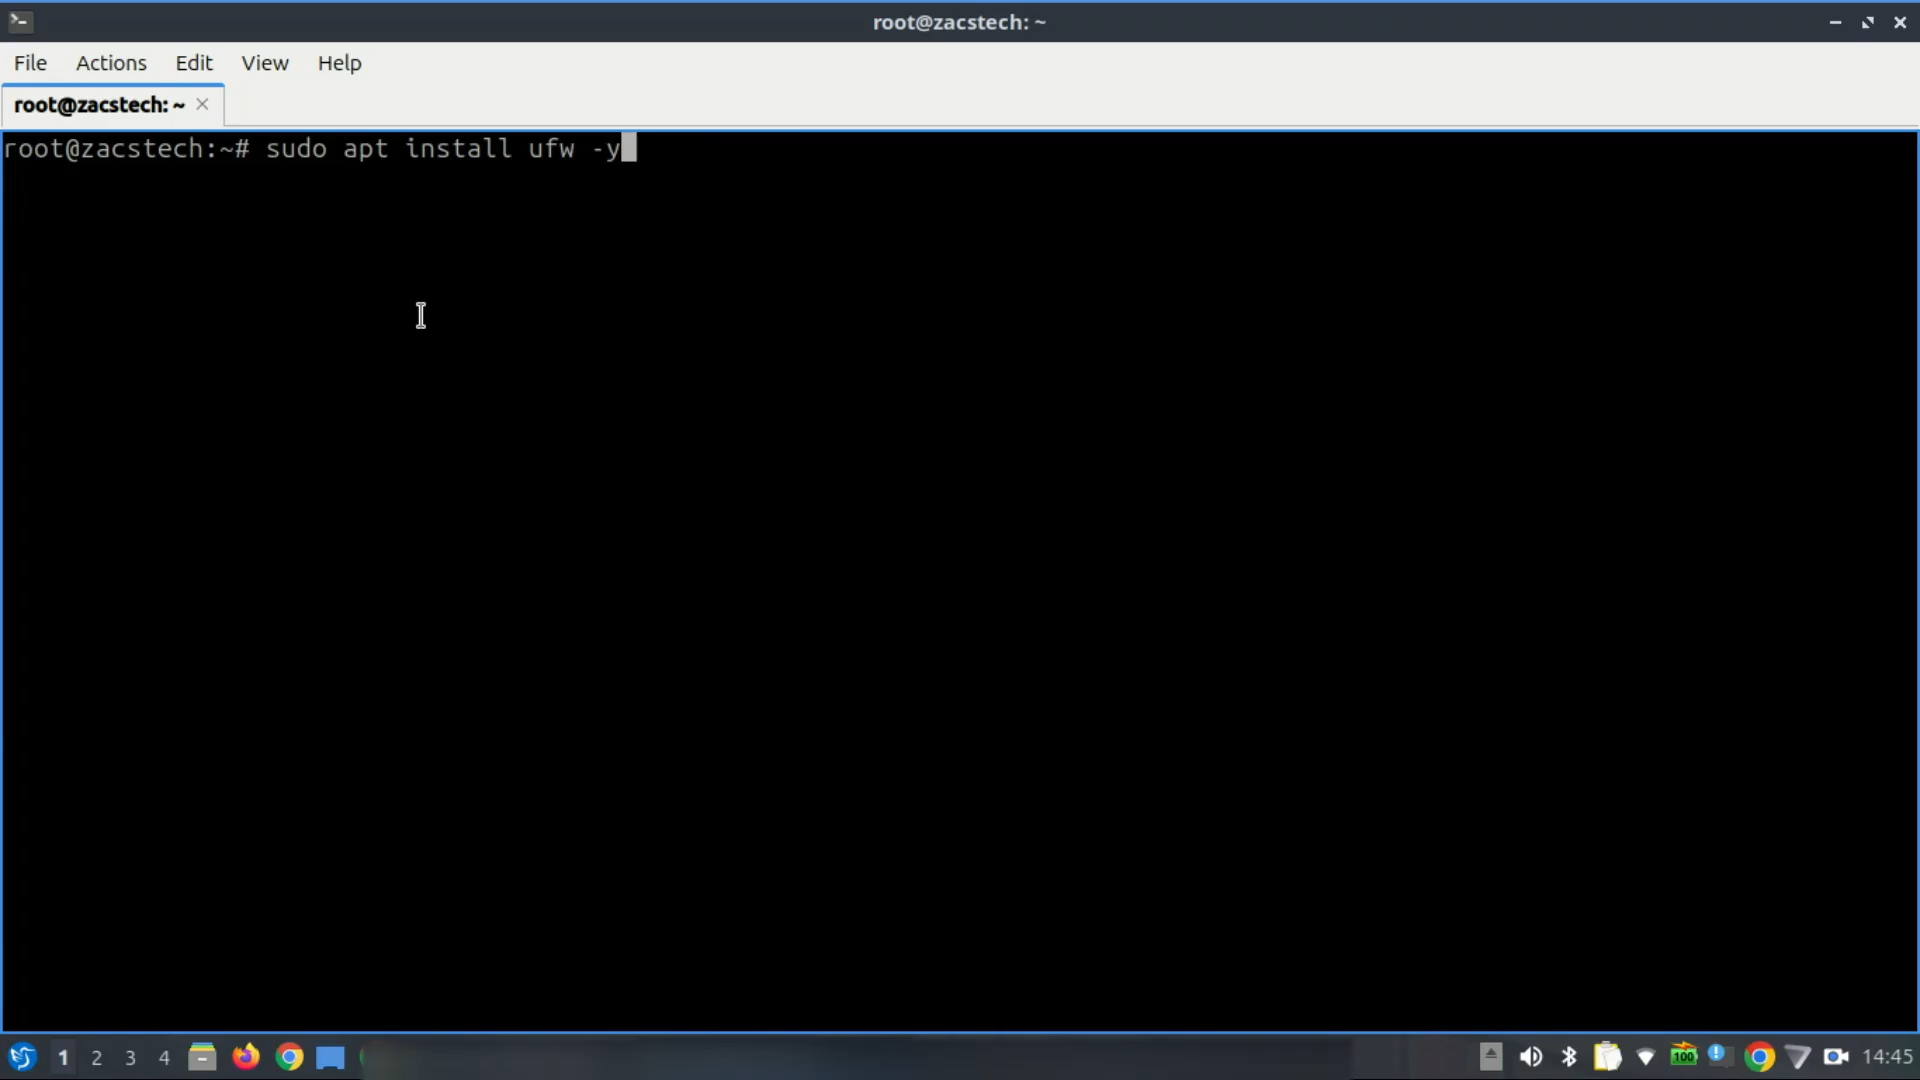 root@zacstech: ~
File Actions Edit View Help
root@zacstech: ~
root@zacstech:~# sudo apt install ufw -y
1 2 3 4 100 14:45